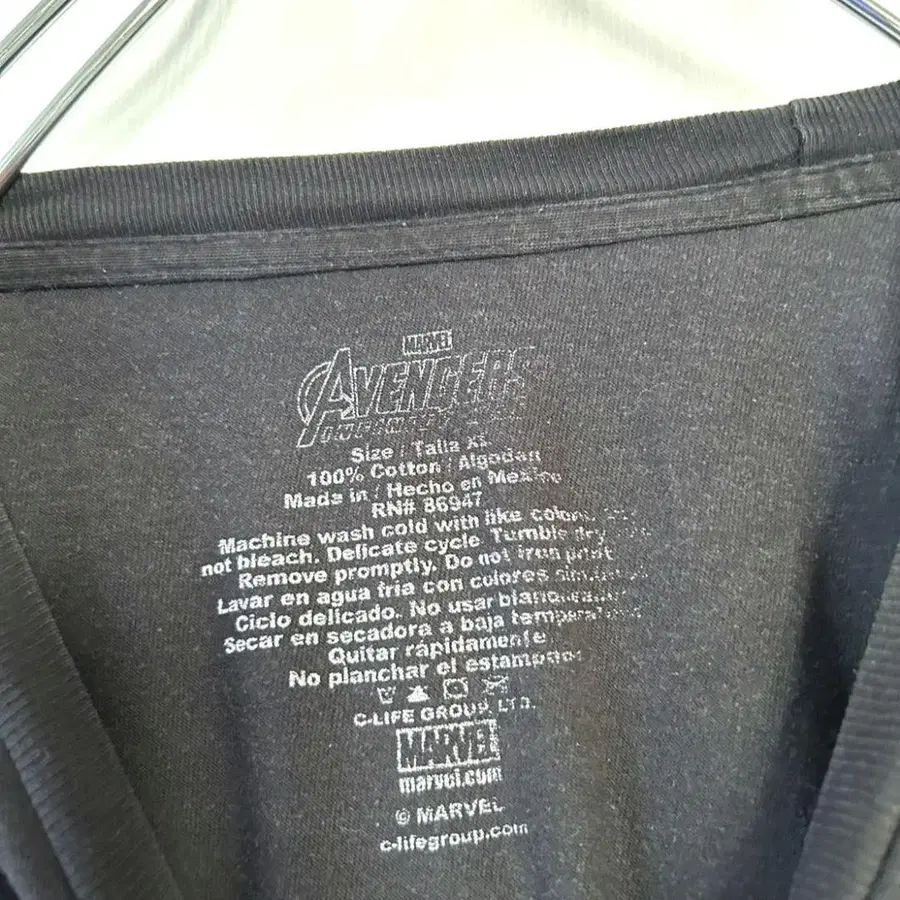 MARVEL
AVENGERS
Size / Talla XL
100% Cotton / Algodan
Made in / Hecho en Mexico
RN# 86947
Machine wash cold with like colors.
not bleach. Delicate cycle Tumble dry
Remove promptly. Do not iron print
Lavar en agua fria con colores
Ciclo delicado. No usar
Secar en secadora a baja
Quitar rápidamente
No planchar el estampado
C-LIFE GROUP, LTD.
MARVEL
marvel.com
© MARVEL
c-lifegroup.com